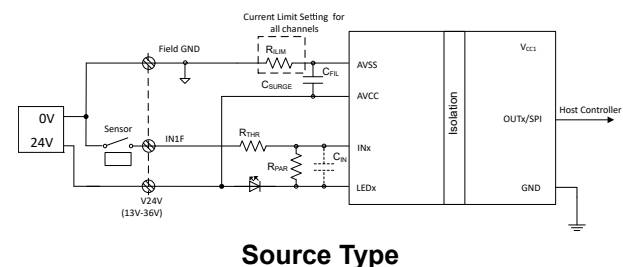 Current Limit Setting for
all channels
Field GND
RILIM
AVSS
VCC1
CFIL
CSURGE
AVCC
0V
24V
Sensor
IN1F
RTHR
INx
Isolation
OUTx/SPI
Host Controller
RPAR
CIN
LEDx
GND
V24V
(13V-36V)
Source Type